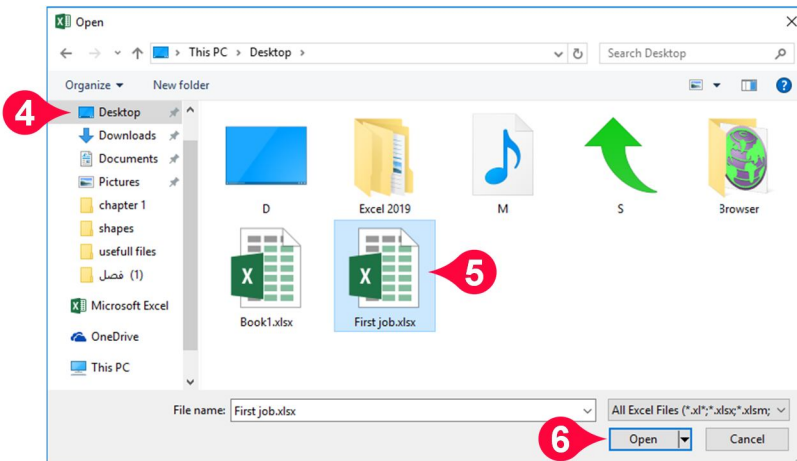 Open
This PC > Desktop >
Search Desktop
Organize
New folder
4
Desktop
Downloads
Documents
Pictures
chapter 1
shapes
usefull files
فصل (1)
Microsoft Excel
OneDrive
This PC
D
Excel 2019
M
S
Browser
Book1.xlsx
First job.xlsx
5
File name: First job.xlsx
All Excel Files (*.xl*;*.xlsx;*.xlsm;
6
Open
Cancel